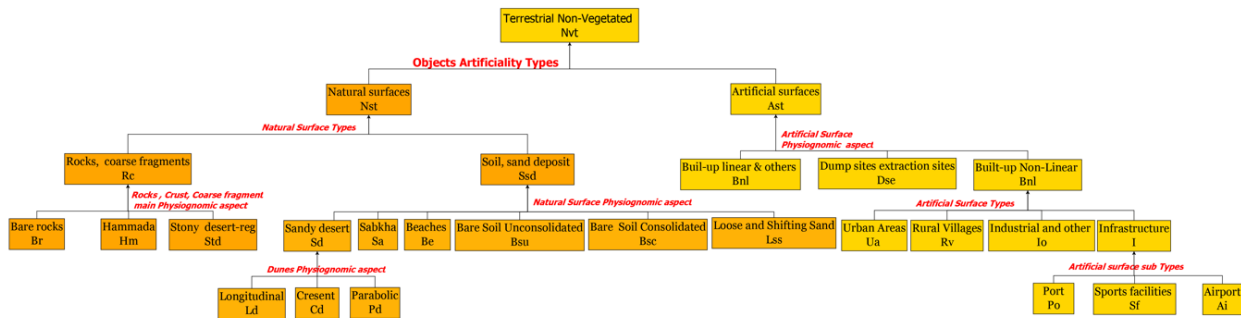 Terrestrial Non-Vegetated
Nvt
Objects Artificiality Types
Natural surfaces
Nst
Artificial surfaces
Ast
Natural Surface Types
Artificial Surface
Physiognomic aspect
Rocks, coarse fragments
Rc
Soil, sand deposit
Ssd
Buil-up linear & others
Bnl
Dump sites extraction sites
Dse
Built-up Non-Linear
Bnl
Rocks , Crust, Coarse fragment
main Physiognomic aspect
Natural Surface Physiognomic aspect
Artificial Surface Types
Bare rocks
Br
Hammada
Hm
Stony desert-reg
Std
Sandy desert
Sd
Sabkha
Sa
Beaches
Be
Bare Soil Unconsolidated
Bsu
Bare Soil Consolidated
Bsc
Loose and Shifting Sand
Lss
Urban Areas
Ua
Rural Villages
Rv
Industrial and other
Io
Infrastructure
I
Dunes Physiognomic aspect
Artificial surface sub Types
Longitudinal
Ld
Cresent
Cd
Parabolic
Pd
Port
Po
Sports facilities
Sf
Airport
Ai